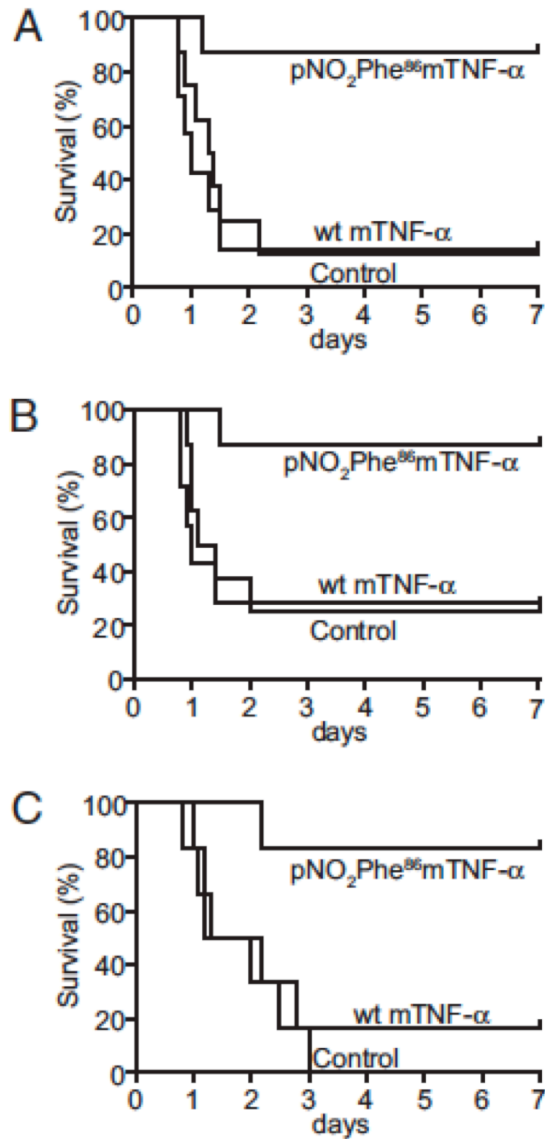 A
Survival (%)
100
80
60
40
20
0
pNO₂Phe⁸⁶mTNF-α
wt mTNF-α
Control
0 1 2 3 4 5 6 7
days
B
Survival (%)
100
80
60
40
20
0
pNO₂Phe⁸⁶mTNF-α
wt mTNF-α
Control
0 1 2 3 4 5 6 7
days
C
Survival (%)
100
80
60
40
20
0
pNO₂Phe⁸⁶mTNF-α
wt mTNF-α
Control
0 1 2 3 4 5 6 7
days